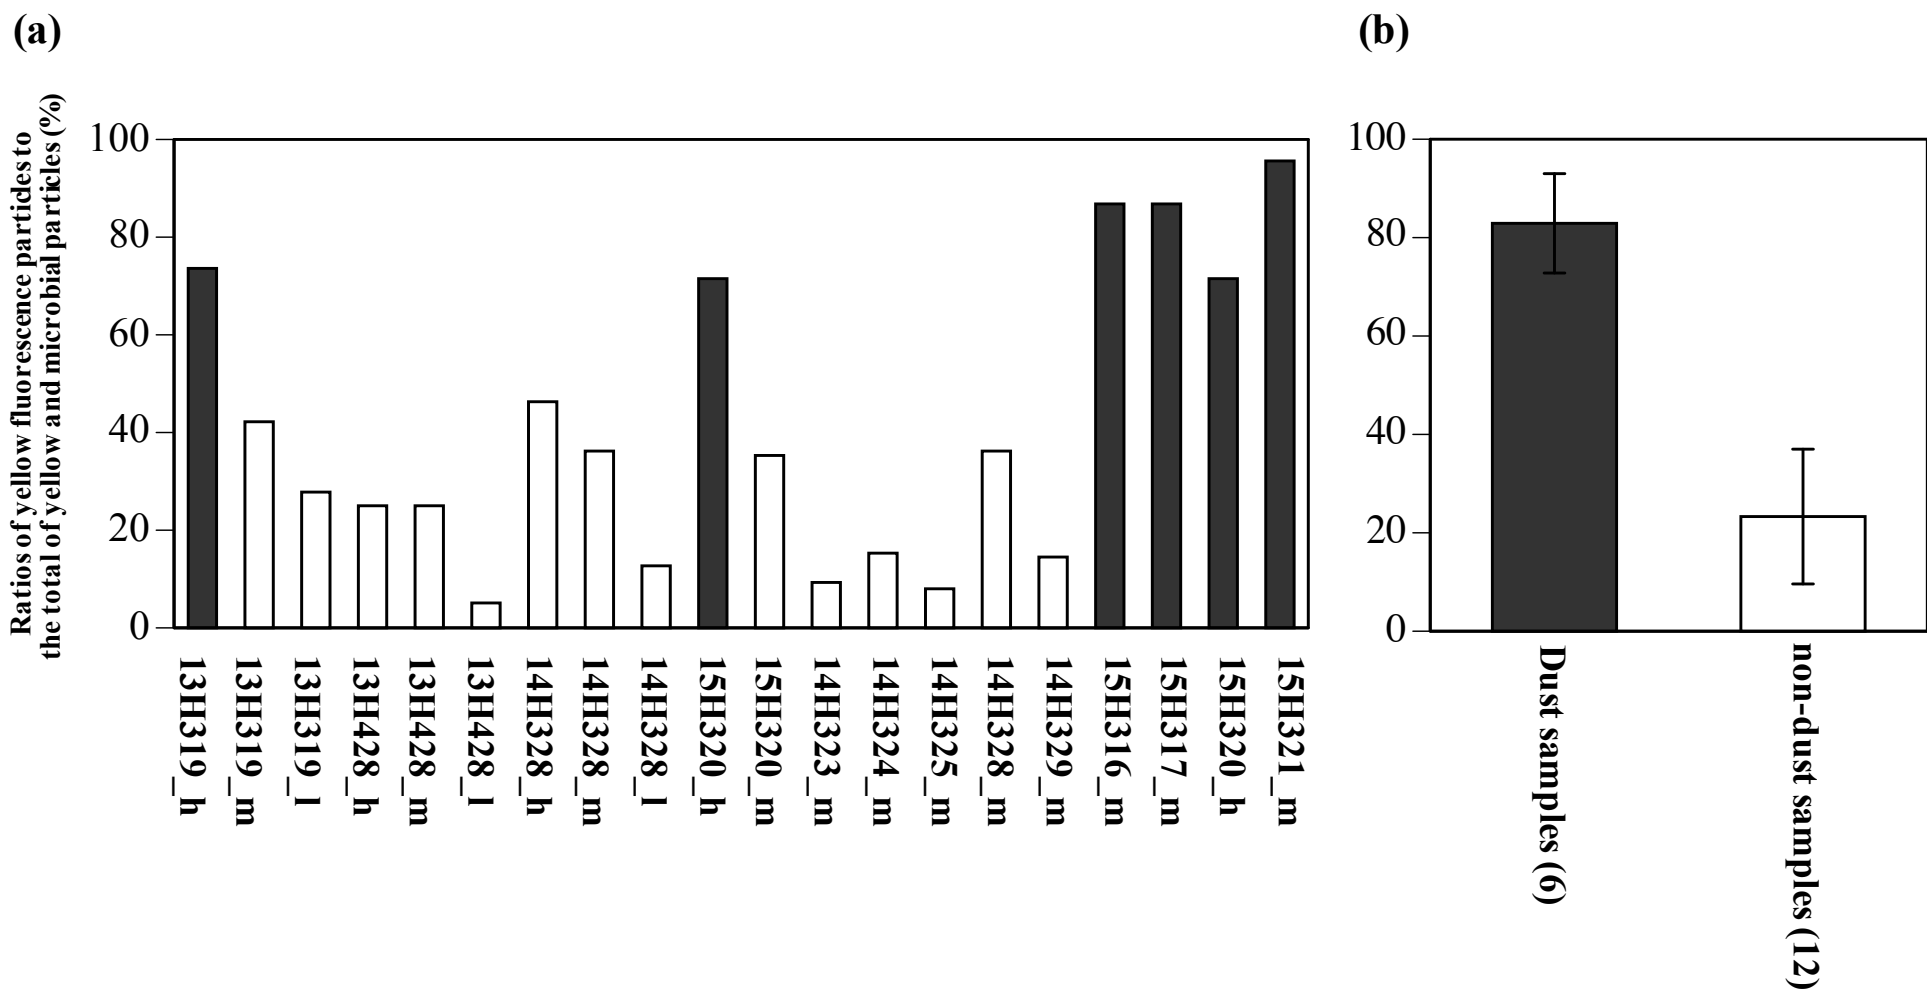 (a)
Ratios of yellow fluorescence particles to
the total of yellow and microbial particles (%)
100
80
60
40
20
0
13H319_h
13H319_m
13H319_l
13H428_h
13H428_m
13H428_l
14H328_h
14H328_m
14H328_l
15H320_h
15H320_m
14H323_m
14H324_m
14H325_m
14H328_m
14H329_m
15H316_m
15H317_m
15H320_h
15H321_m
(b)
100
80
60
40
20
0
Dust samples (6)
non-dust samples (12)